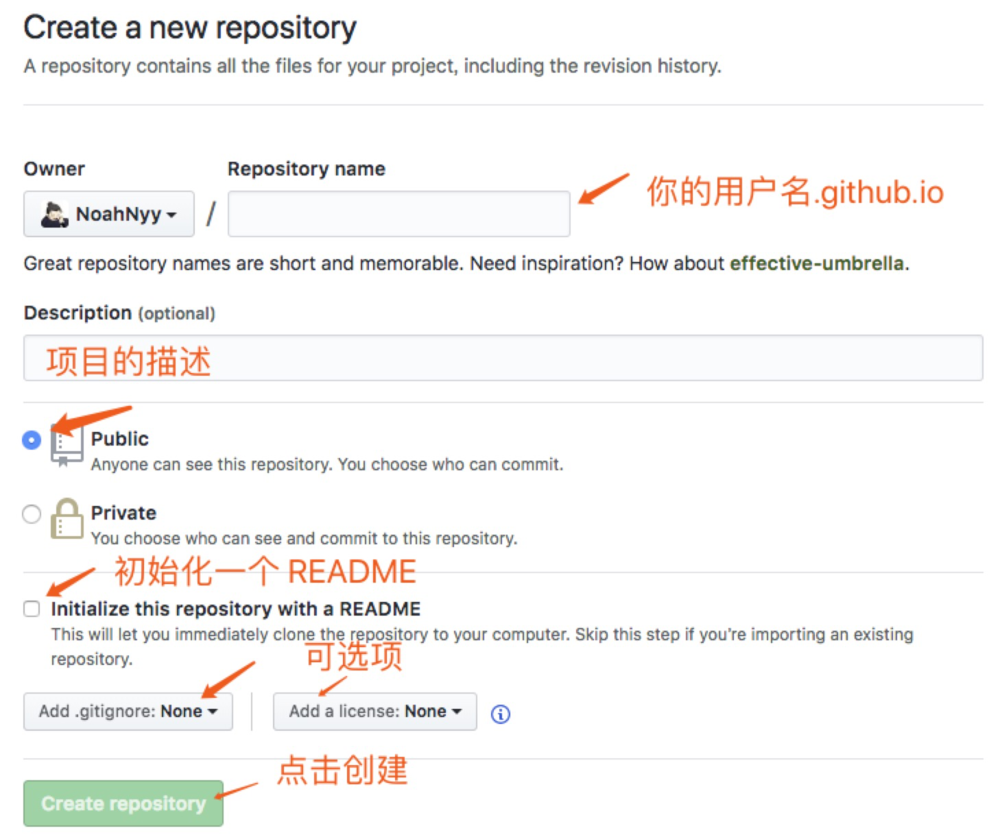 Create a new repository
A repository contains all the files for your project, including the revision history.
Owner
Repository name
NoahNyy
/
你的用户名.github.io
Great repository names are short and memorable. Need inspiration? How about effective-umbrella.
Description (optional)
项目的描述
Public
Anyone can see this repository. You choose who can commit.
Private
You choose who can see and commit to this repository.
初始化一个 README
Initialize this repository with a README
This will let you immediately clone the repository to your computer. Skip this step if you're importing an existing
repository.
可选项
Add .gitignore: None
Add a license: None
点击创建
Create repository